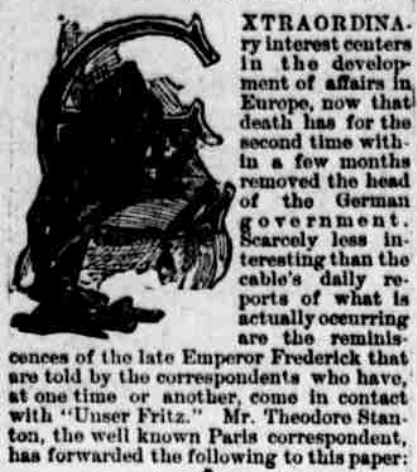 EXTRAORDINA-
ry interest centers
in the develop-
ment of affairs in
Europe, now that
death has for the
second time with-
in a few months
removed the head
of the German
government.
Scarcely less in-
teresting than the
cable's daily re-
ports of what is
actually occurring
are the reminis-
cences of the late Emperor Frederick that
are told by the correspondents who have,
at one time or another, come in contact
with "Unser Fritz." Mr. Theodore Stan-
ton, the well known Paris correspondent,
has forwarded the following to this paper: